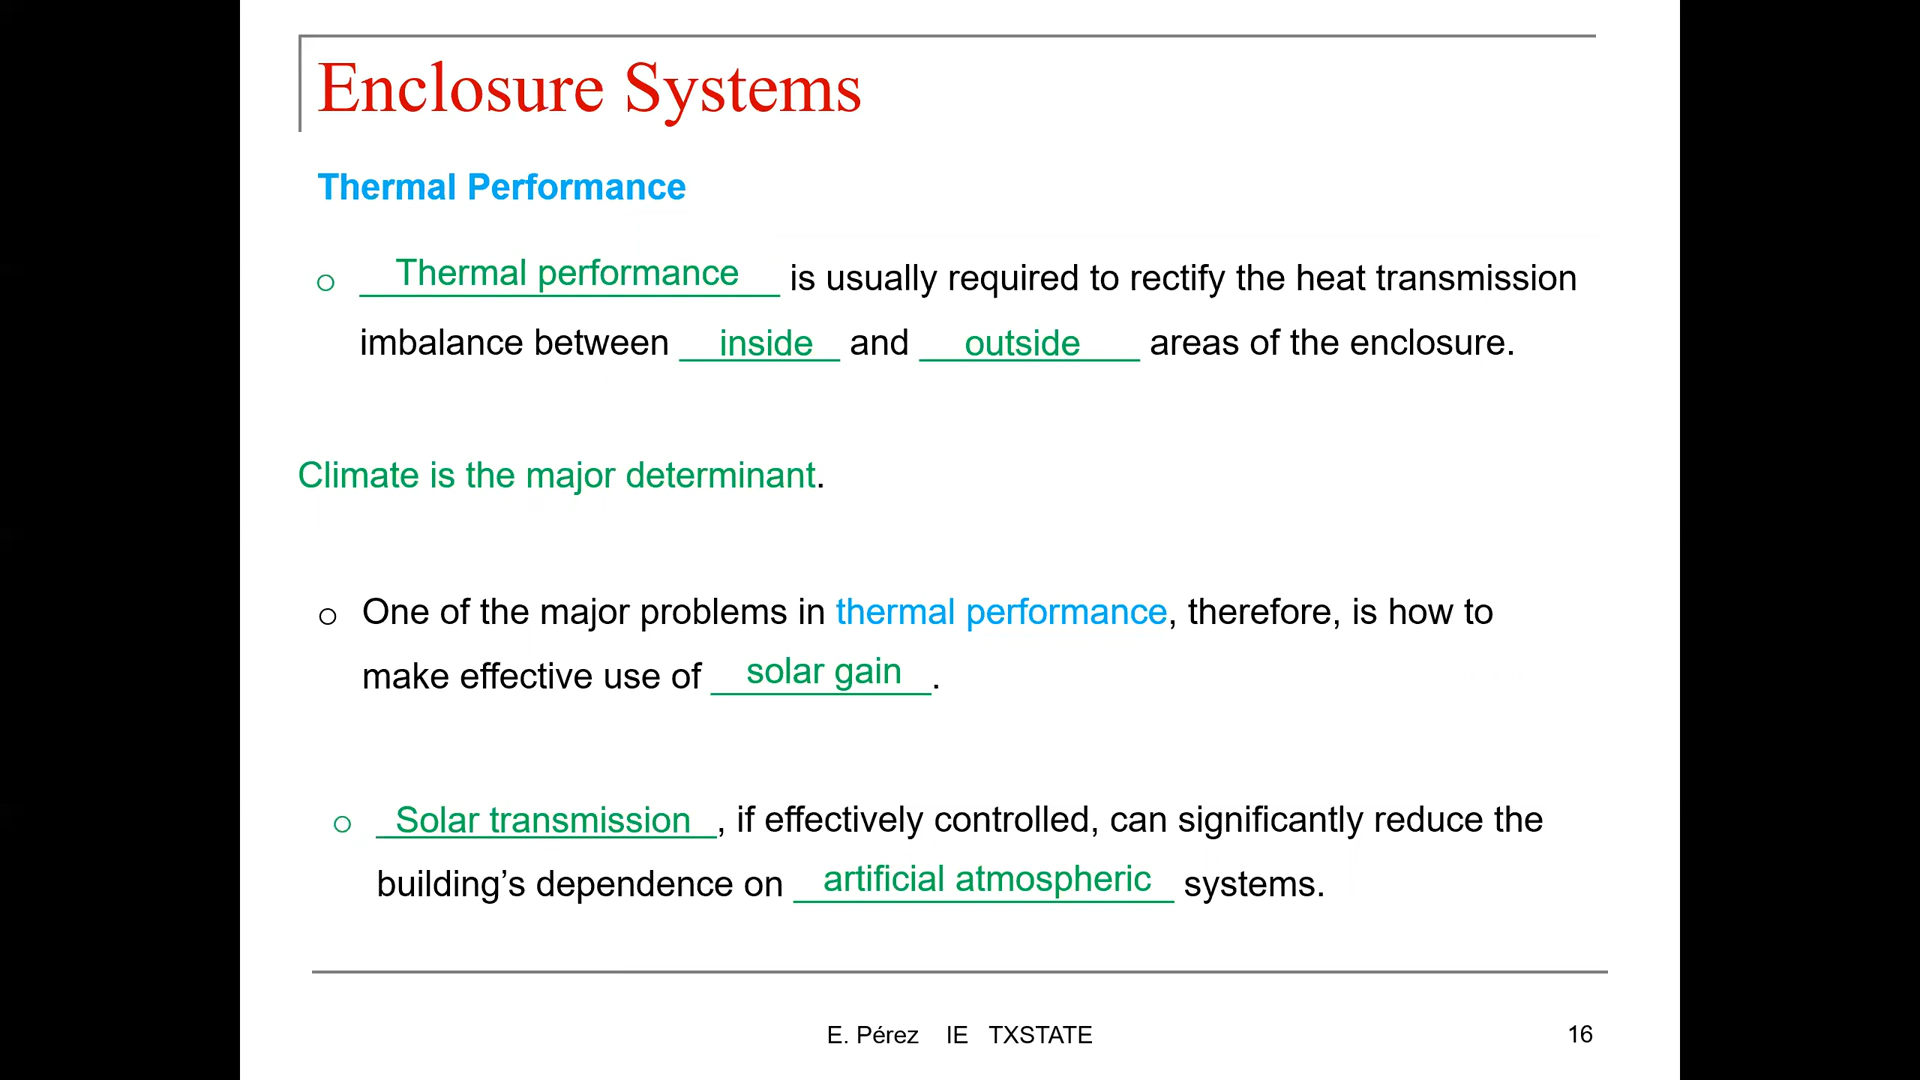 Enclosure Systems
Thermal Performance
Thermal performance is usually required to rectify the heat transmission
imbalance between inside and outside areas of the enclosure.
Climate is the major determinant.
One of the major problems in thermal performance, therefore, is how to
make effective use of solar gain.
Solar transmission, if effectively controlled, can significantly reduce the
building’s dependence on artificial atmospheric systems.
E. Pérez IE TXSTATE
16